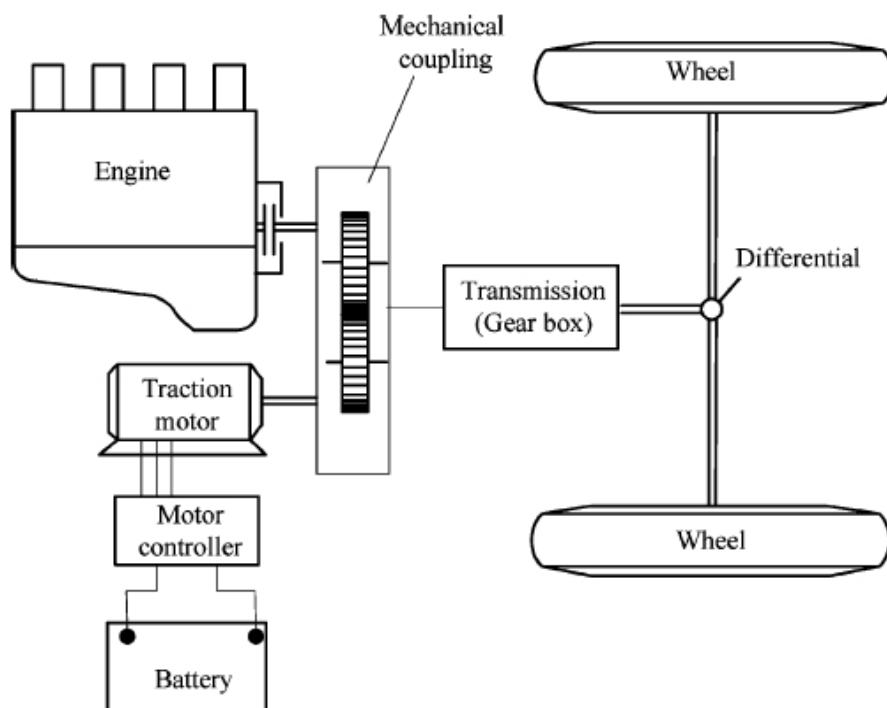 Mechanical
coupling
Wheel
Engine
Differential
Transmission
(Gear box)
Traction
motor
Motor
controller
Wheel
Battery